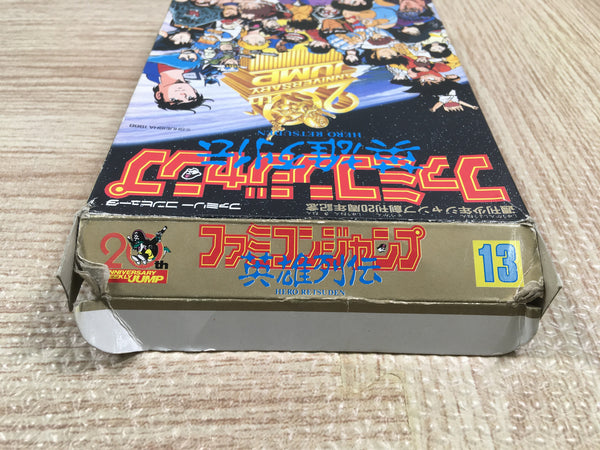 20th
ANNIVERSARY
WEEKLY JUMP
ファミコンジャンプ
英雄列伝
HERO RETSUDEN
13
週刊少年ジャンプ創刊20周年記念
ファミリーコンピュータ
ファミコンジャンプ
英雄列伝
HERO RETSUDEN
20th
ANNIVERSARY
JUMP